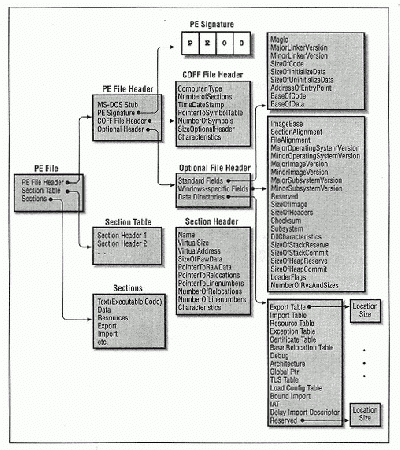 PE Signature
P E 0 0
PE File Header
MS-DOS Stub
PE Signature
COFF File Header
Optional Header
COFF File Header
Computer Type
NumberofSections
TimeDateStamp
PointerToSymbolTable
NumberOfSymbols
SizeOptionalHeader
Characteristics
Magic
MajorLinkerVersion
MinorLinkerVersion
SizeOfCode
SizeOfInitializeData
SizeOfUninitializeData
AddressOfEntryPoint
BaseOfCode
BaseOfData
PE File
PE File Header
Section Table
Sections
Optional File Header
Standard Fields
Windows-specific Fields
Data Directories
ImageBase
SectionAlignment
FileAlignment
MajorOperatingSystemVersion
MinorOperatingSystemVersion
MajorImageVersion
MinorImageVersion
MajorSubsystemVersion
MinorSubsystemVersion
Reserved
SizeOfImage
SizeOfHeaders
Checksum
Subsystem
DllCharacteristics
SizeOfStackReserve
SizeOfStackCommit
SizeOfHeapReserve
SizeOfHeapCommit
LoaderFlags
NumberOfRvaAndSizes
Section Table
Section Header 1
Section Header 2
...
Section Header
Name
Virtual Size
Virtual Address
SizeOfRawData
PointerToRawData
PointerToRelocations
PointerToLinenumbers
NumberOfRelocations
NumberOfLinenumbers
Characteristics
Sections
Text(Executable Code)
Data
Resources
Export
Import
etc.
Export Table
Import Table
Resource Table
Exception Table
Certificate Table
Base Relocation Table
Debug
Architecture
Global Ptr
TLS Table
Load Config Table
Bound Import
IAT
Delay Import Descriptor
Reserved
Location
Size
Location
Size